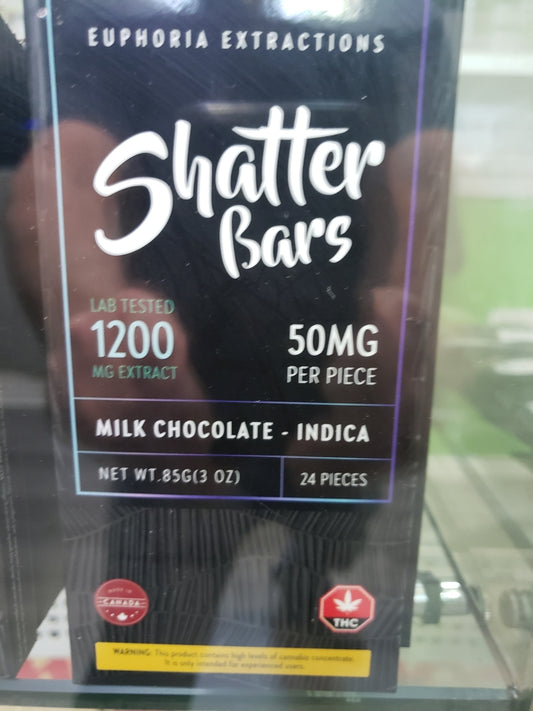 EUPHORIA EXTRACTIONS
Shatter
Bars
LAB TESTED
1200
MG EXTRACT
50MG
PER PIECE
MILK CHOCOLATE - INDICA
NET WT.85G(3 OZ)
24 PIECES
MADE IN
CANADA
THC
WARNING: This product contains high levels of cannabis concentrate.
It is only intended for experienced users.